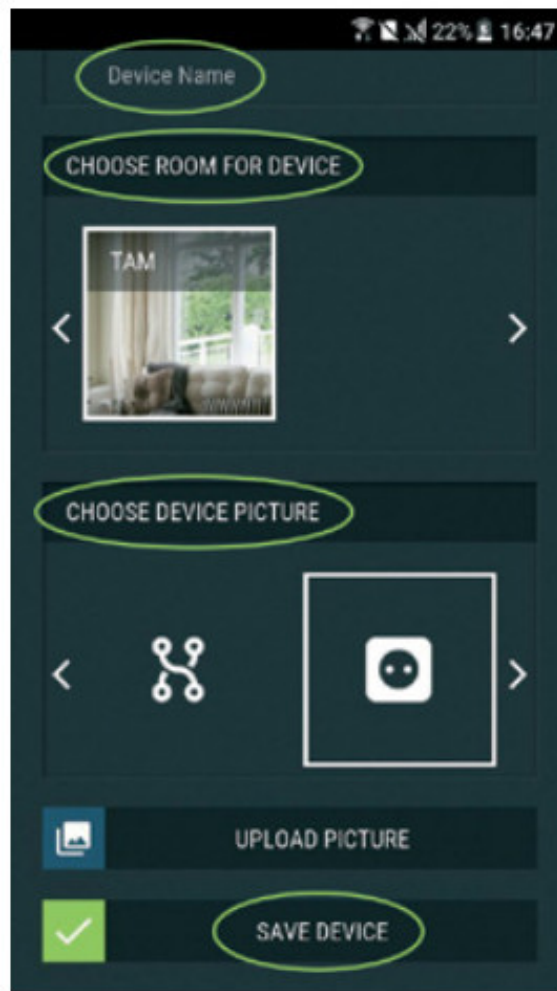 22% 16:47
Device Name
CHOOSE ROOM FOR DEVICE
TAM
CHOOSE DEVICE PICTURE
UPLOAD PICTURE
SAVE DEVICE